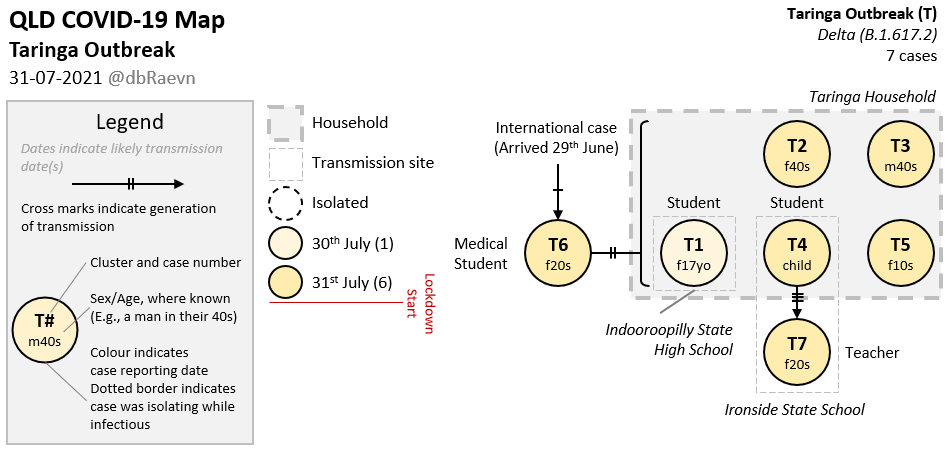 QLD COVID-19 Map
Taringa Outbreak
31-07-2021 @dbRaevn
Legend
Dates indicate likely transmission
date(s)
Cross marks indicate generation
of transmission
Cluster and case number
Sex/Age, where known
(E.g., a man in their 40s)
T#
m40s
Colour indicates
case reporting date
Dotted border indicates
case was isolating while
infectious
Household
Transmission site
Isolated
30th July (1)
31st July (6)
Lockdown
Start
Taringa Outbreak (T)
Delta (B.1.617.2)
7 cases
Taringa Household
International case
(Arrived 29th June)
Medical
Student
T6
f20s
T2
f40s
T3
m40s
Student
T1
f17yo
Student
T4
child
T5
f10s
Indooroopilly State
High School
T7
f20s
Teacher
Ironside State School